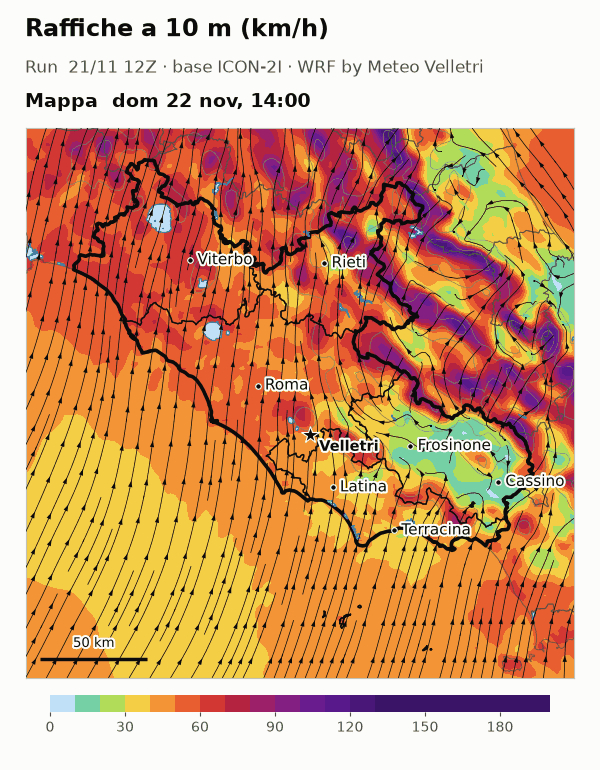 Raffiche a 10 m (km/h)
Run 21/11 12Z · base ICON-2I · WRF by Meteo Velletri
Mappa dom 22 nov, 14:00
Viterbo
Rieti
Roma
Velletri
Frosinone
Cassino
Latina
Terracina
50 km
0 30 60 90 120 150 180